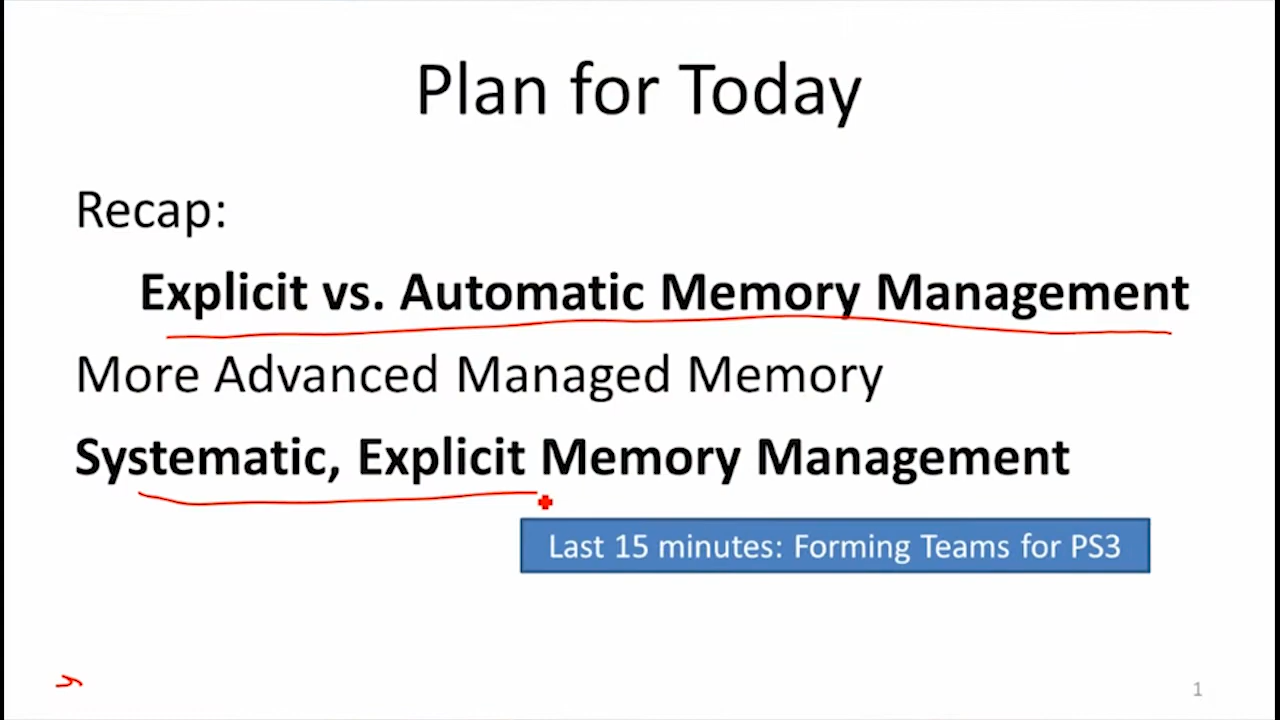 Plan for Today
Recap:
Explicit vs. Automatic Memory Management
More Advanced Managed Memory
Systematic, Explicit Memory Management
Last 15 minutes: Forming Teams for PS3
1